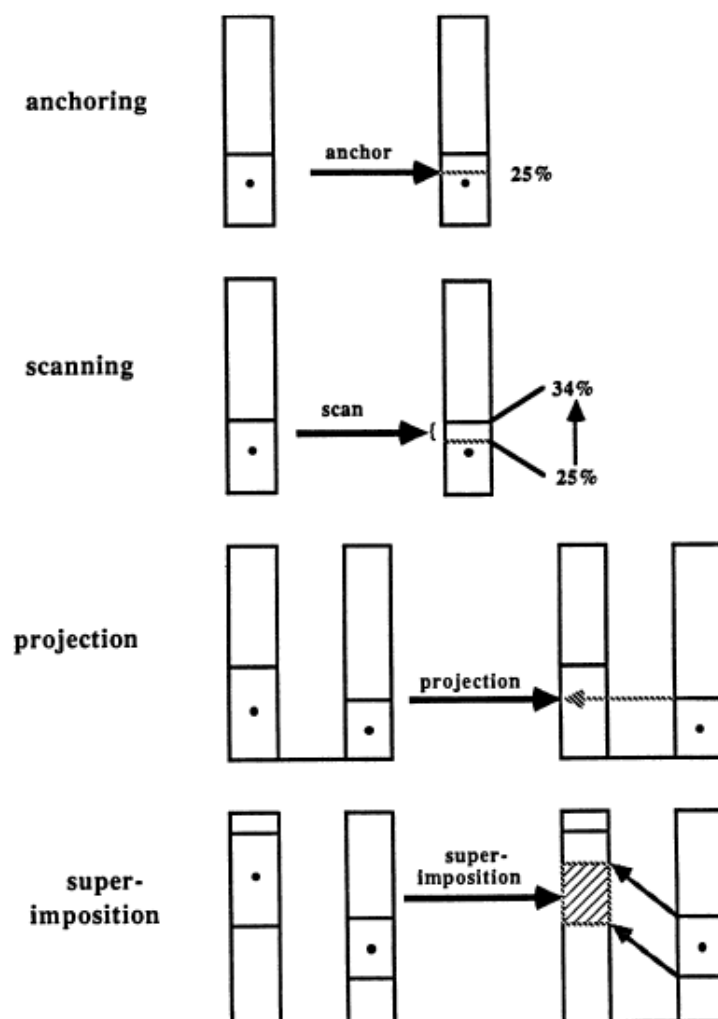 anchoring
anchor
25%
scanning
scan
34%
25%
projection
projection
super-
imposition
super-
imposition